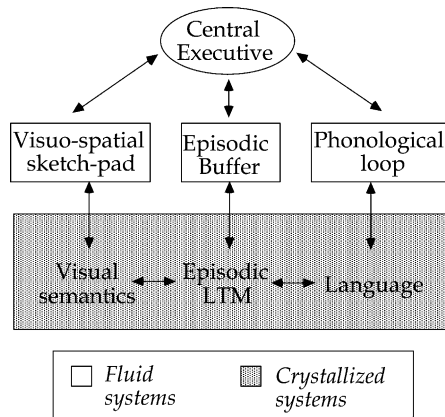 Central
Executive
Visuo-spatial
sketch-pad
Episodic
Buffer
Phonological
loop
Visual
semantics
Episodic
LTM
Language
Fluid
systems
Crystallized
systems